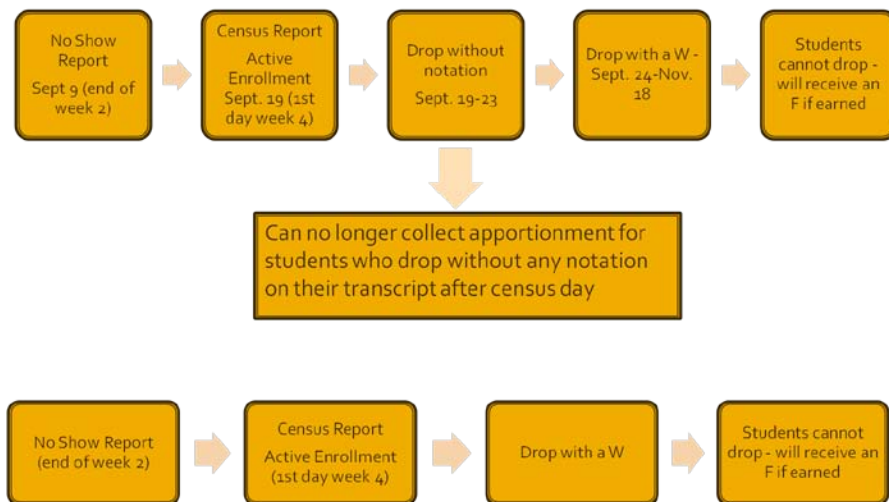 No Show
Report
Sept 9 (end of
week 2)
Census Report
Active
Enrollment
Sept. 19 (1st
day week 4)
Drop without
notation
Sept. 19-23
Drop with a W -
Sept. 24-Nov.
18
Students
cannot drop -
will receive an
F if earned
Can no longer collect apportionment for
students who drop without any notation
on their transcript after census day
No Show Report
(end of week 2)
Census Report
Active Enrollment
(1st day week 4)
Drop with a W
Students cannot
drop - will receive an
F if earned